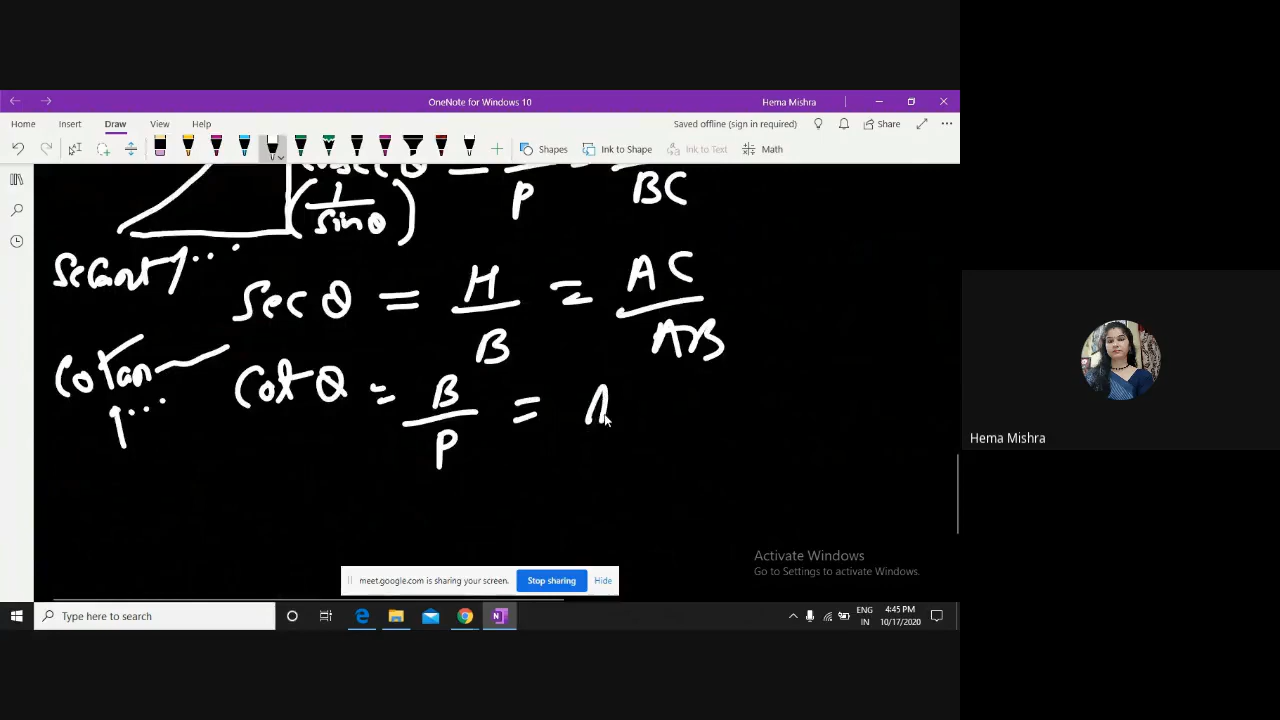 OneNote for Windows 10
Hema Mishra
Home Insert Draw View Help
Saved offline (sign in required) Share
Shapes Ink to Shape Ink to Text Math
cosec θ = / P = / BC
(1/sinθ)
Secant
sec θ = H/B = AC/AB
Cotan
cot θ = B/P = A
Hema Mishra
Activate Windows
Go to Settings to activate Windows.
meet.google.com is sharing your screen. Stop sharing Hide
Type here to search
ENG
IN
4:45 PM
10/17/2020